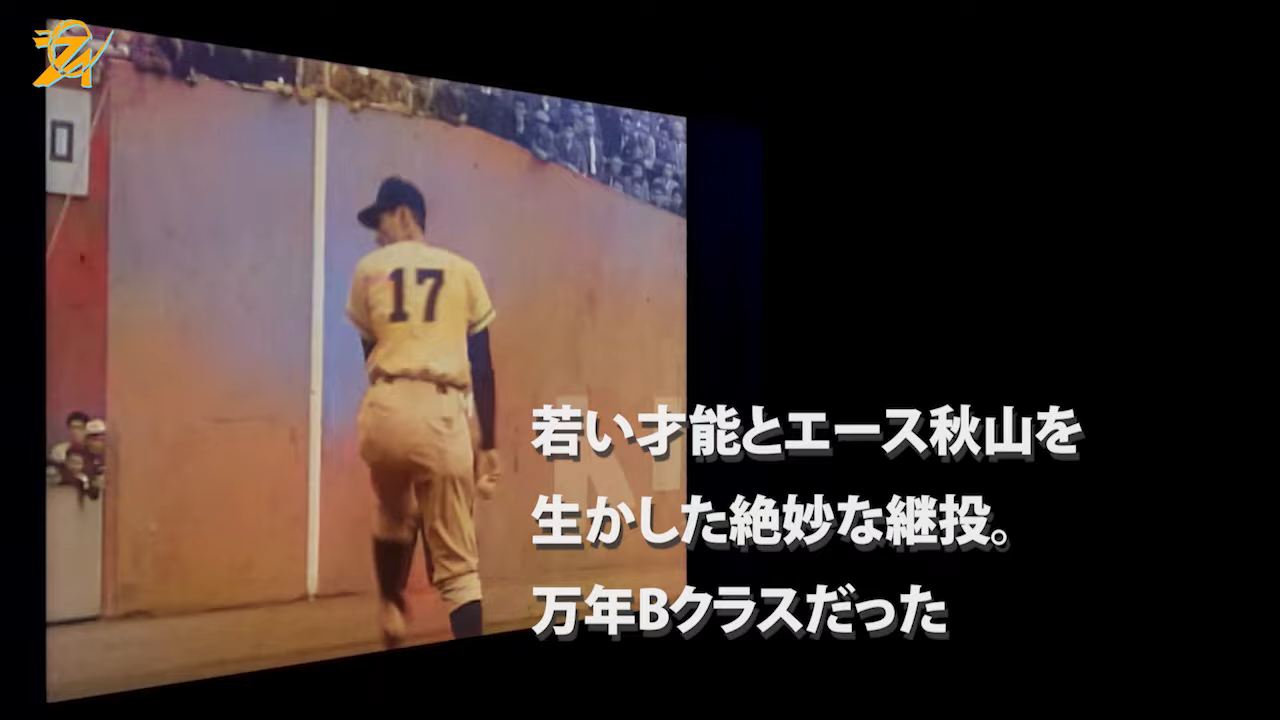 0
17
若い才能とエース秋山を
生かした絶妙な継投。
万年Bクラスだった